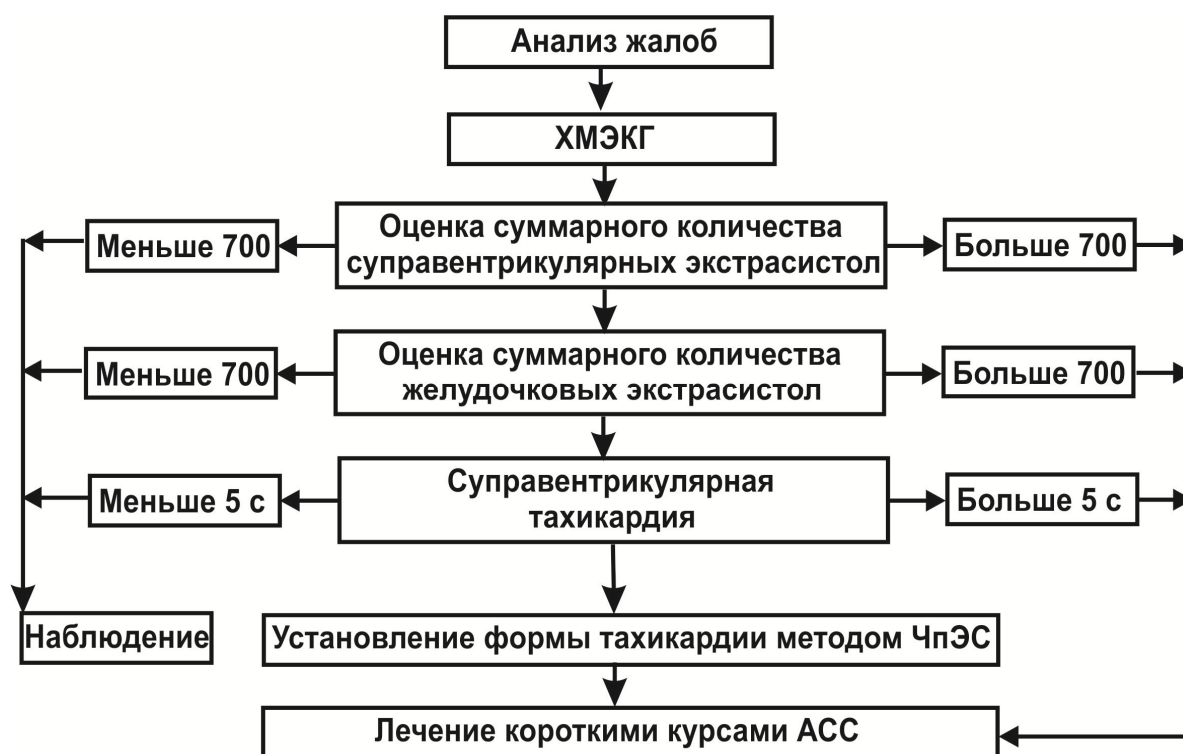 Анализ жалоб
ХМЭКГ
Меньше 700
Оценка суммарного количества
суправентрикулярных экстрасистол
Больше 700
Меньше 700
Оценка суммарного количества
желудочковых экстрасистол
Больше 700
Меньше 5 с
Суправентрикулярная
тахикардия
Больше 5 с
Наблюдение
Установление формы тахикардии методом ЧпЭС
Лечение короткими курсами АСС